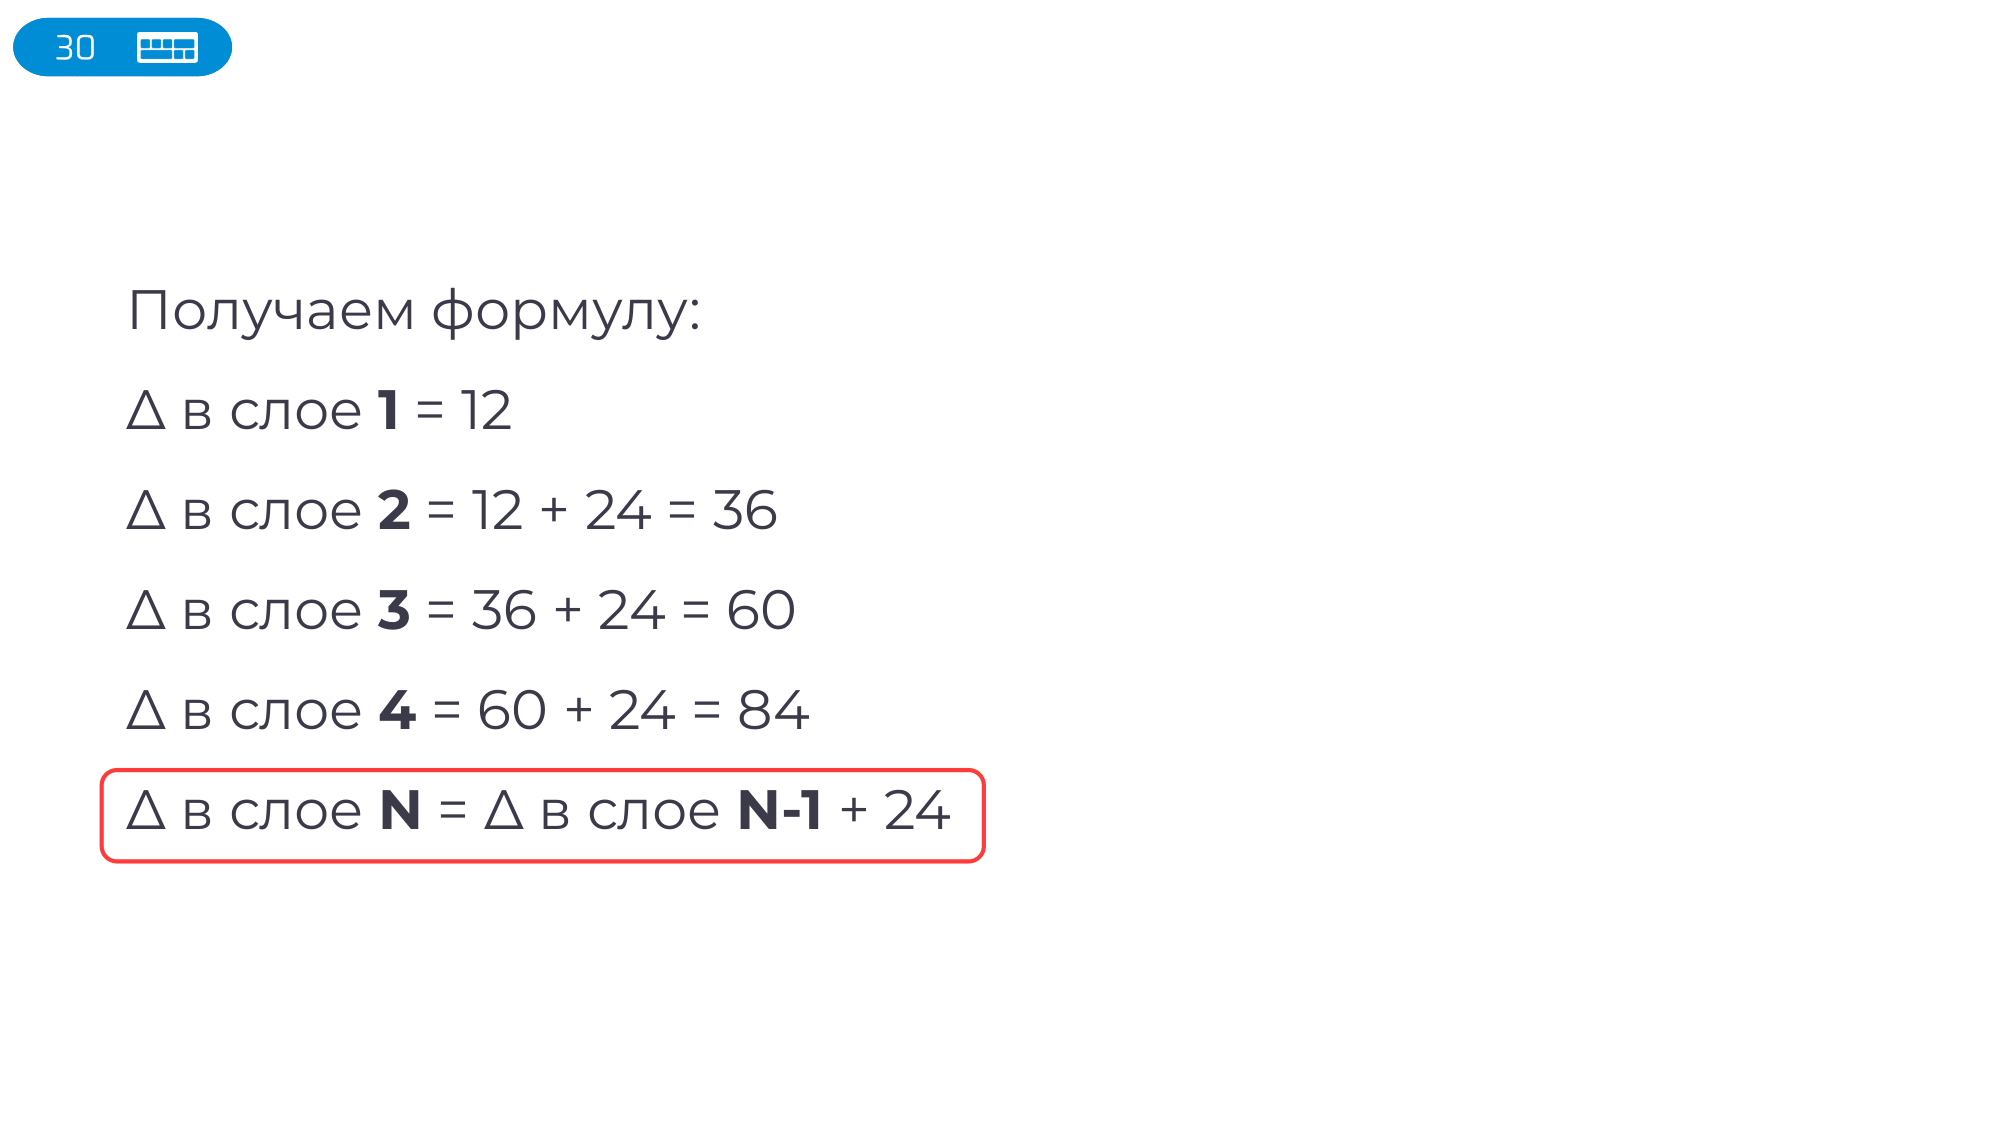 30
Получаем формулу:
Δ в слое 1 = 12
Δ в слое 2 = 12 + 24 = 36
Δ в слое 3 = 36 + 24 = 60
Δ в слое 4 = 60 + 24 = 84
Δ в слое N = Δ в слое N-1 + 24